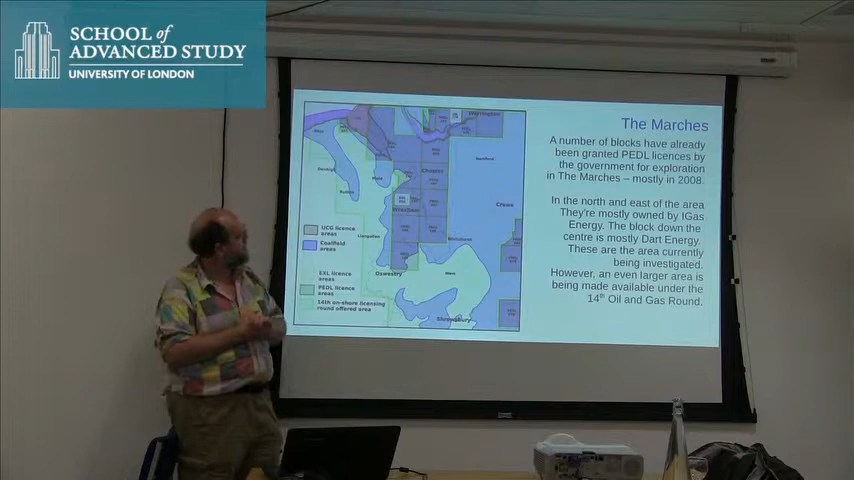 SCHOOL of
ADVANCED STUDY
UNIVERSITY OF LONDON
The Marches
A number of blocks have already
been granted PEDL licences by
the government for exploration
in The Marches – mostly in 2008.
In the north and east of the area
They're mostly owned by IGas
Energy. The block down the
centre is mostly Dart Energy.
These are the area currently
being investigated.
However, an even larger area is
being made available under the
14th Oil and Gas Round.
Warrington
Chester
Crewe
Wrexham
Llangollen
Whitchurch
Oswestry
Shrewsbury
UCG licence
areas
Coalfield
areas
EXL licence
areas
PEDL licence
areas
14th on-shore licensing
round offered area